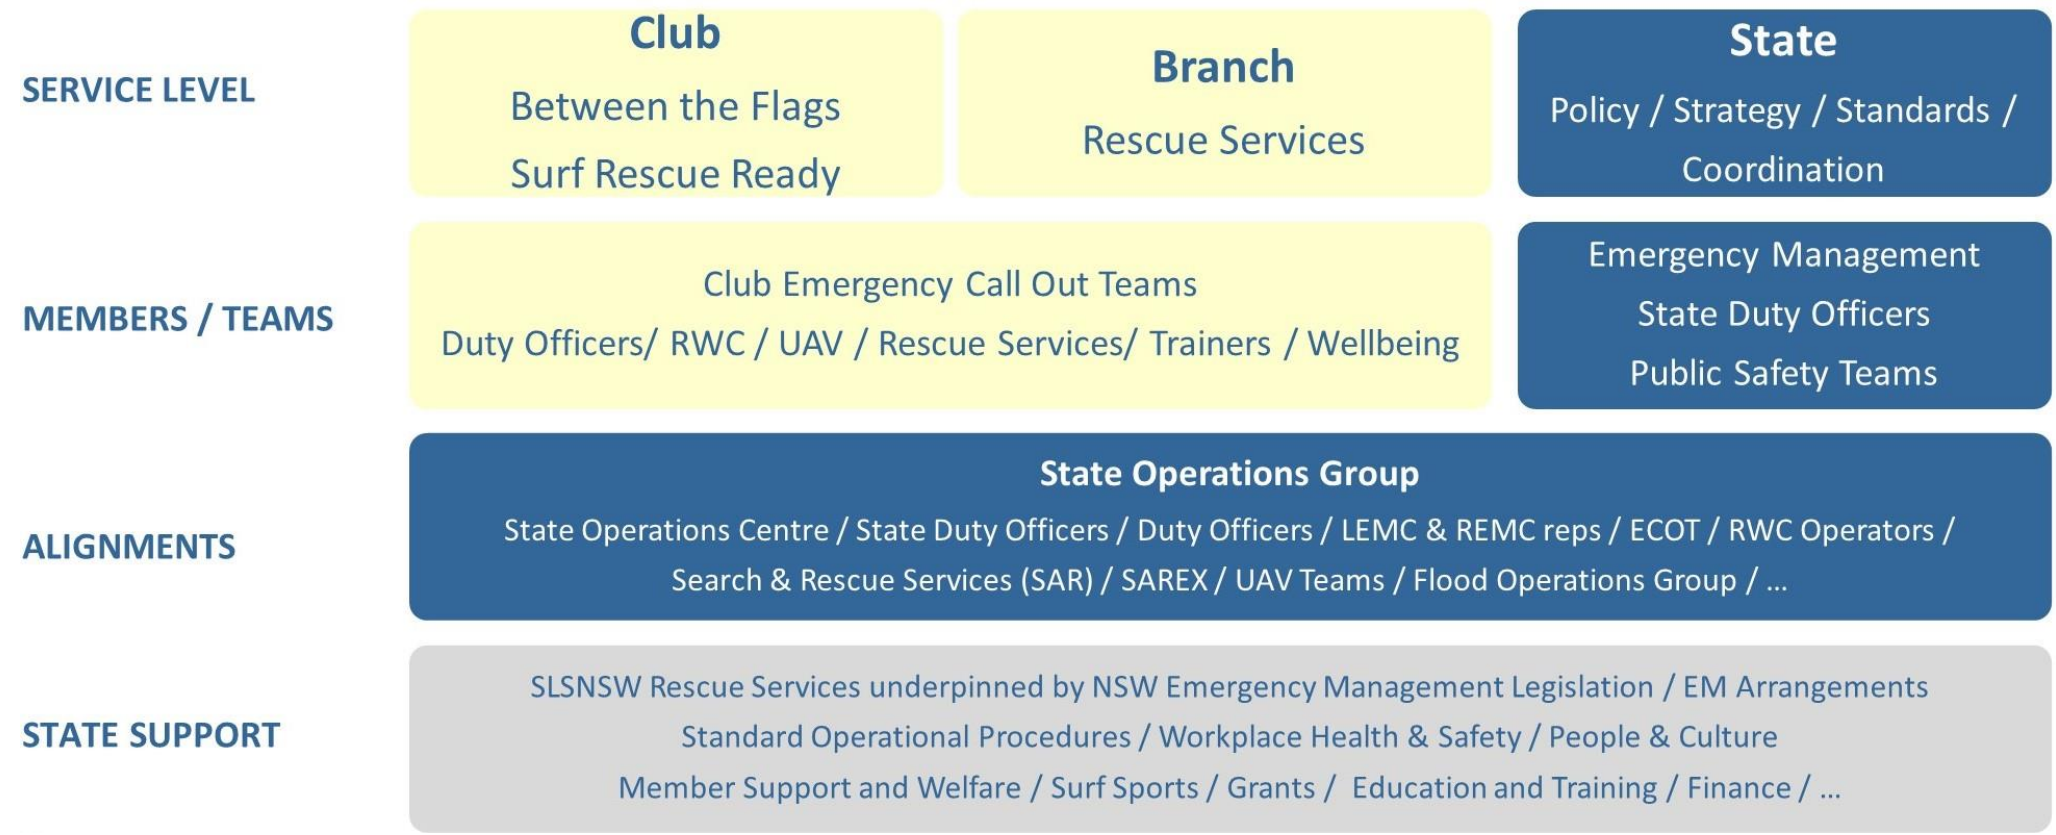 SERVICE LEVEL
Club
Between the Flags
Surf Rescue Ready
Branch
Rescue Services
State
Policy / Strategy / Standards /
Coordination
MEMBERS / TEAMS
Club Emergency Call Out Teams
Duty Officers/ RWC / UAV / Rescue Services/ Trainers / Wellbeing
Emergency Management
State Duty Officers
Public Safety Teams
ALIGNMENTS
State Operations Group
State Operations Centre / State Duty Officers / Duty Officers / LEMC & REMC reps / ECOT / RWC Operators /
Search & Rescue Services (SAR) / SAREX / UAV Teams / Flood Operations Group / ...
STATE SUPPORT
SLSNSW Rescue Services underpinned by NSW Emergency Management Legislation / EM Arrangements
Standard Operational Procedures / Workplace Health & Safety / People & Culture
Member Support and Welfare / Surf Sports / Grants / Education and Training / Finance / ...